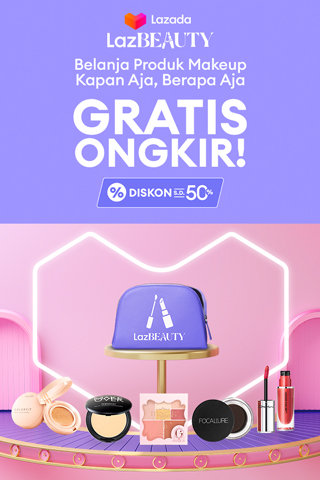 Lazada
LazBEAUTY
Belanja Produk Makeup
Kapan Aja, Berapa Aja
GRATIS
ONGKIR!
% DISKON S.D. 50%
LazBEAUTY
FOCALLURE